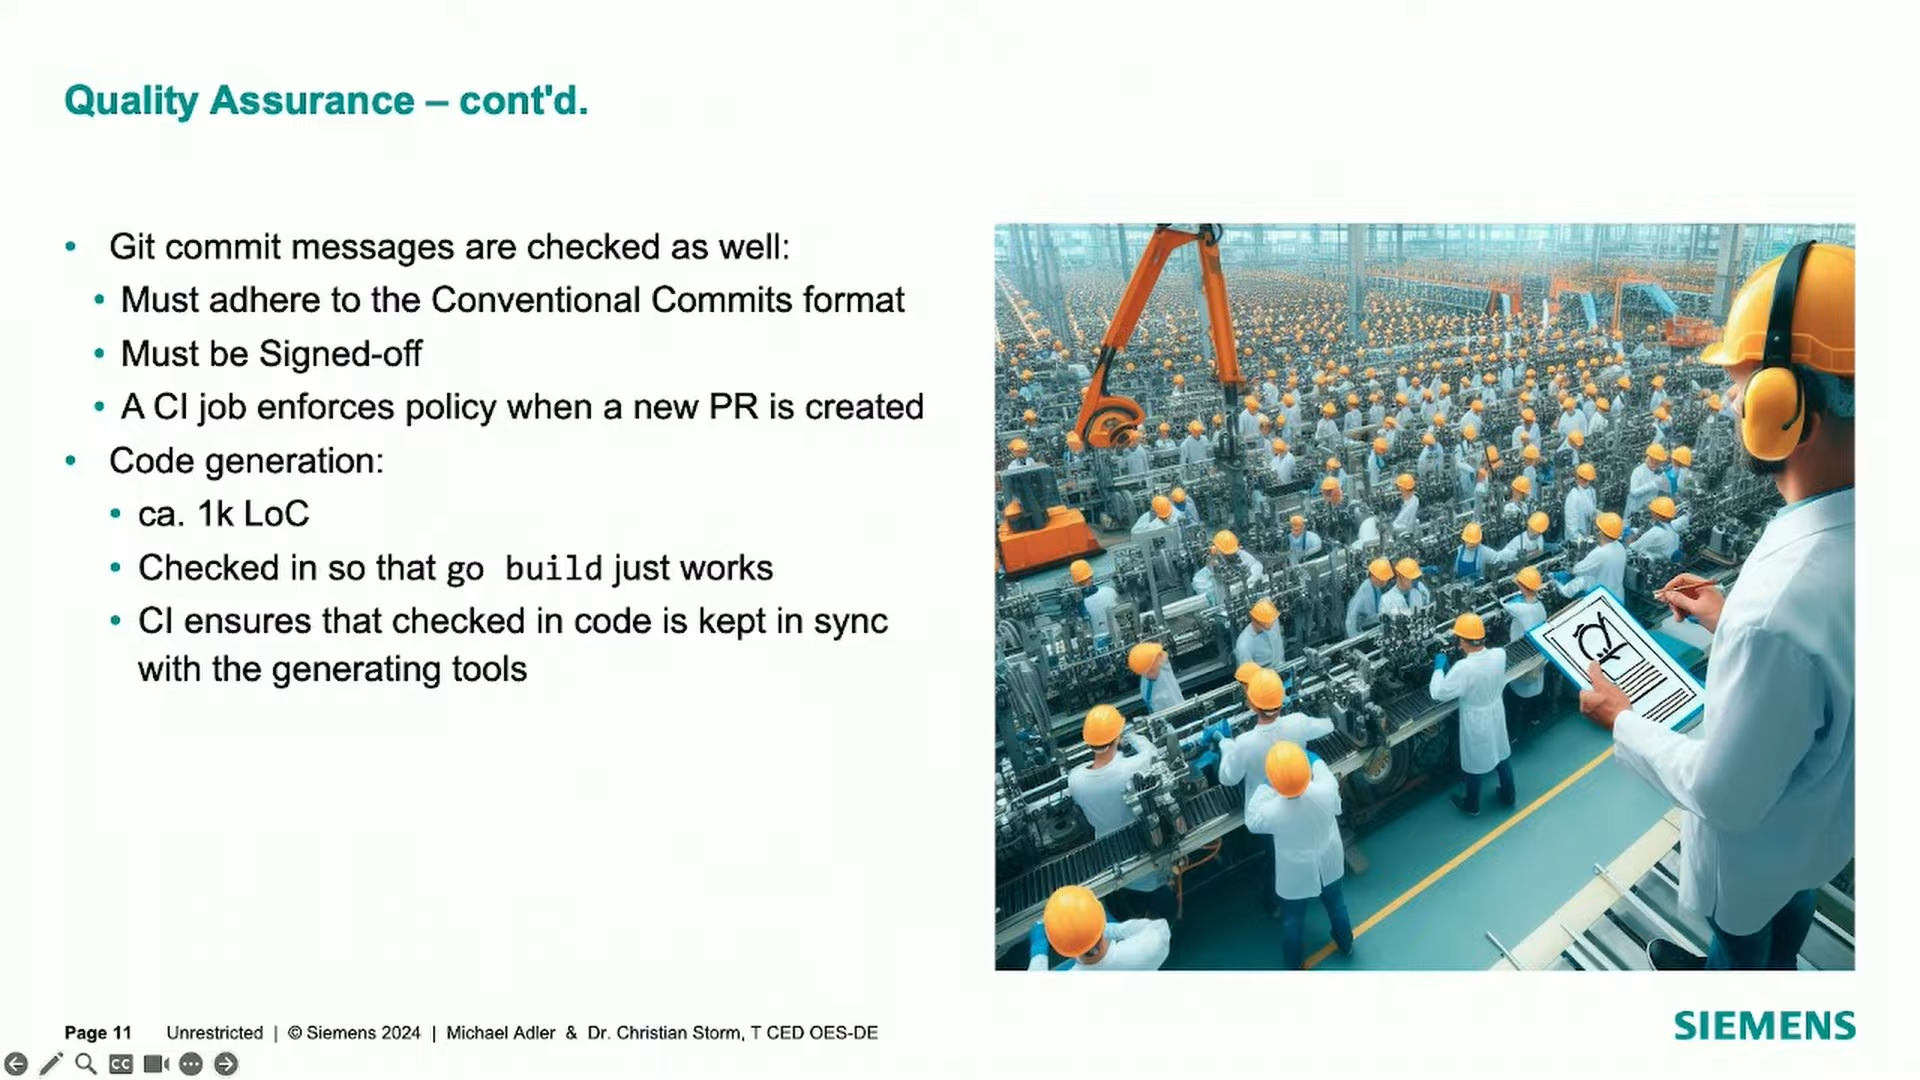 Quality Assurance – cont'd.
• Git commit messages are checked as well:
• Must adhere to the Conventional Commits format
• Must be Signed-off
• A CI job enforces policy when a new PR is created
• Code generation:
• ca. 1k LoC
• Checked in so that go build just works
• CI ensures that checked in code is kept in sync
with the generating tools
Page 11 Unrestricted | © Siemens 2024 | Michael Adler & Dr. Christian Storm, T CED OES-DE
SIEMENS
CC